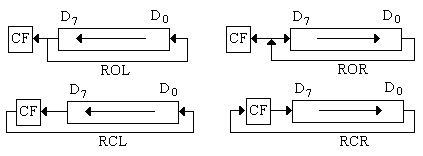 D7 D0 D7 D0
CF CF
ROL ROR
D7 D0 D7 D0
CF CF
RCL RCR